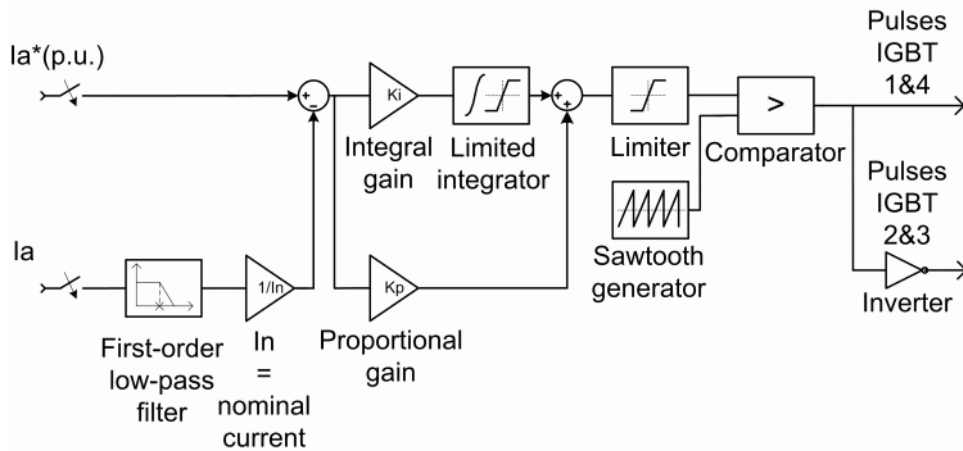 Ia*(p.u.)
+
−
Ki
Integral
gain
Limited
integrator
+
+
Limiter
>
Comparator
Pulses
IGBT
1&4
Sawtooth
generator
Pulses
IGBT
2&3
Inverter
Ia
First-order
low-pass
filter
1/In
In
=
nominal
current
Kp
Proportional
gain